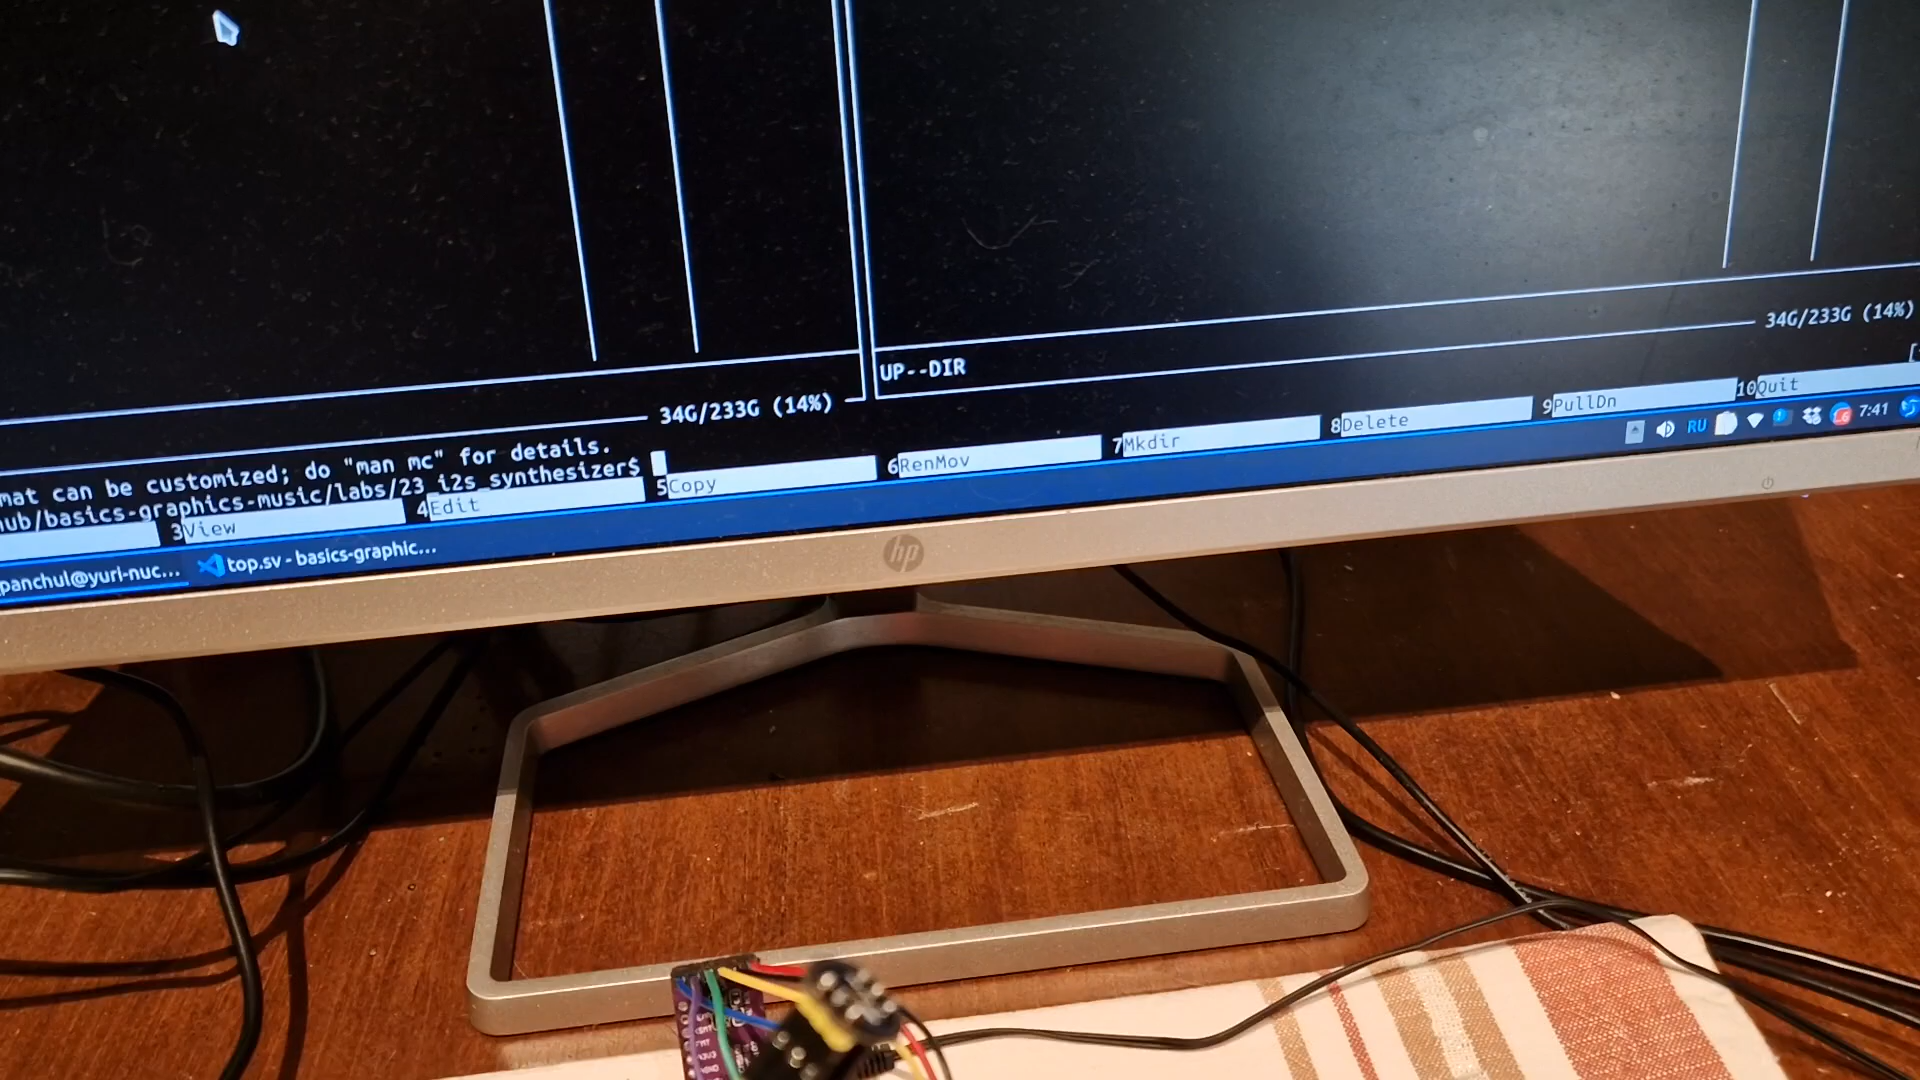 34G/233G (14%)
UP--DIR
34G/233G (14%)
mat can be customized; do "man mc" for details.
hub/basics-graphics-music/labs/23_i2s_synthesizer$
3View 4Edit 5Copy 6RenMov 7Mkdir 8Delete 9PullDn 10Quit
panchul@yuri-nuc... top.sv - basics-graphic... RU 7:41
hp